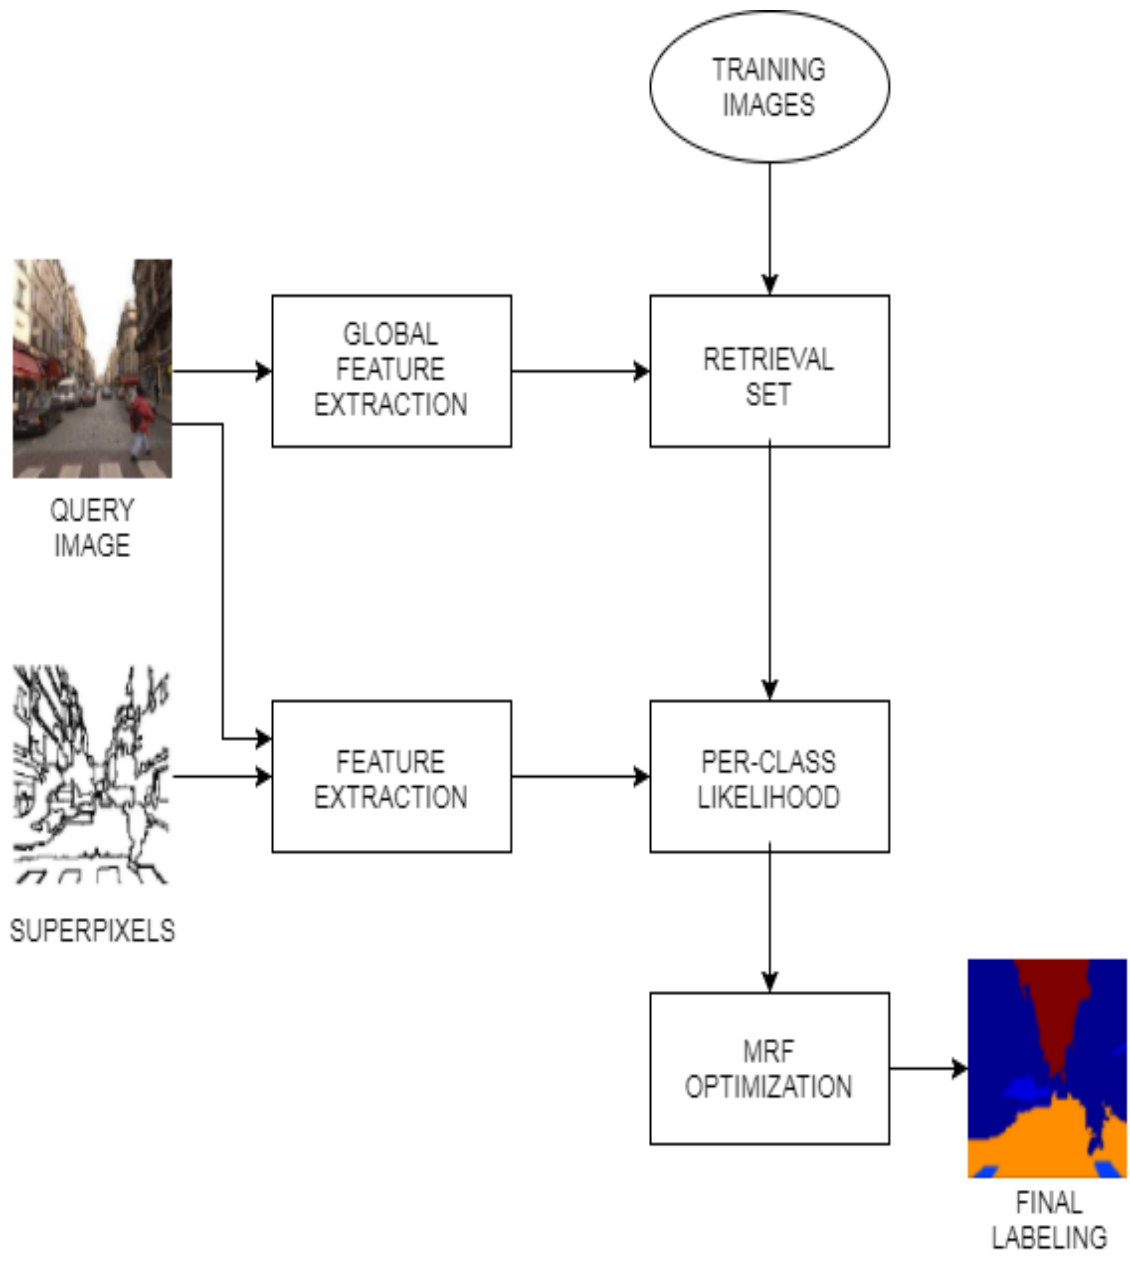 TRAINING
IMAGES
GLOBAL
FEATURE
EXTRACTION
RETRIEVAL
SET
QUERY
IMAGE
FEATURE
EXTRACTION
PER-CLASS
LIKELIHOOD
SUPERPIXELS
MRF
OPTIMIZATION
FINAL
LABELING